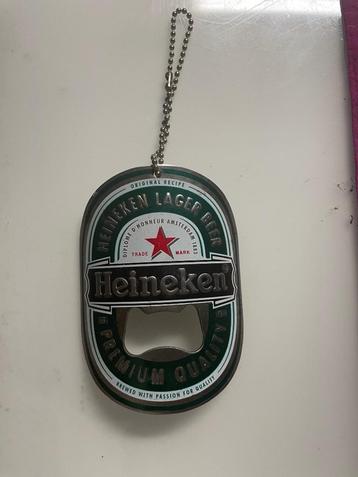 ORIGINAL RECIPE
HEINEKEN LAGER BEER
DIPLOME D'HONNEUR AMSTERDAM 1883
TRADE MARK
Heineken
PREMIUM QUALITY
BREWED WITH PASSION FOR QUALITY